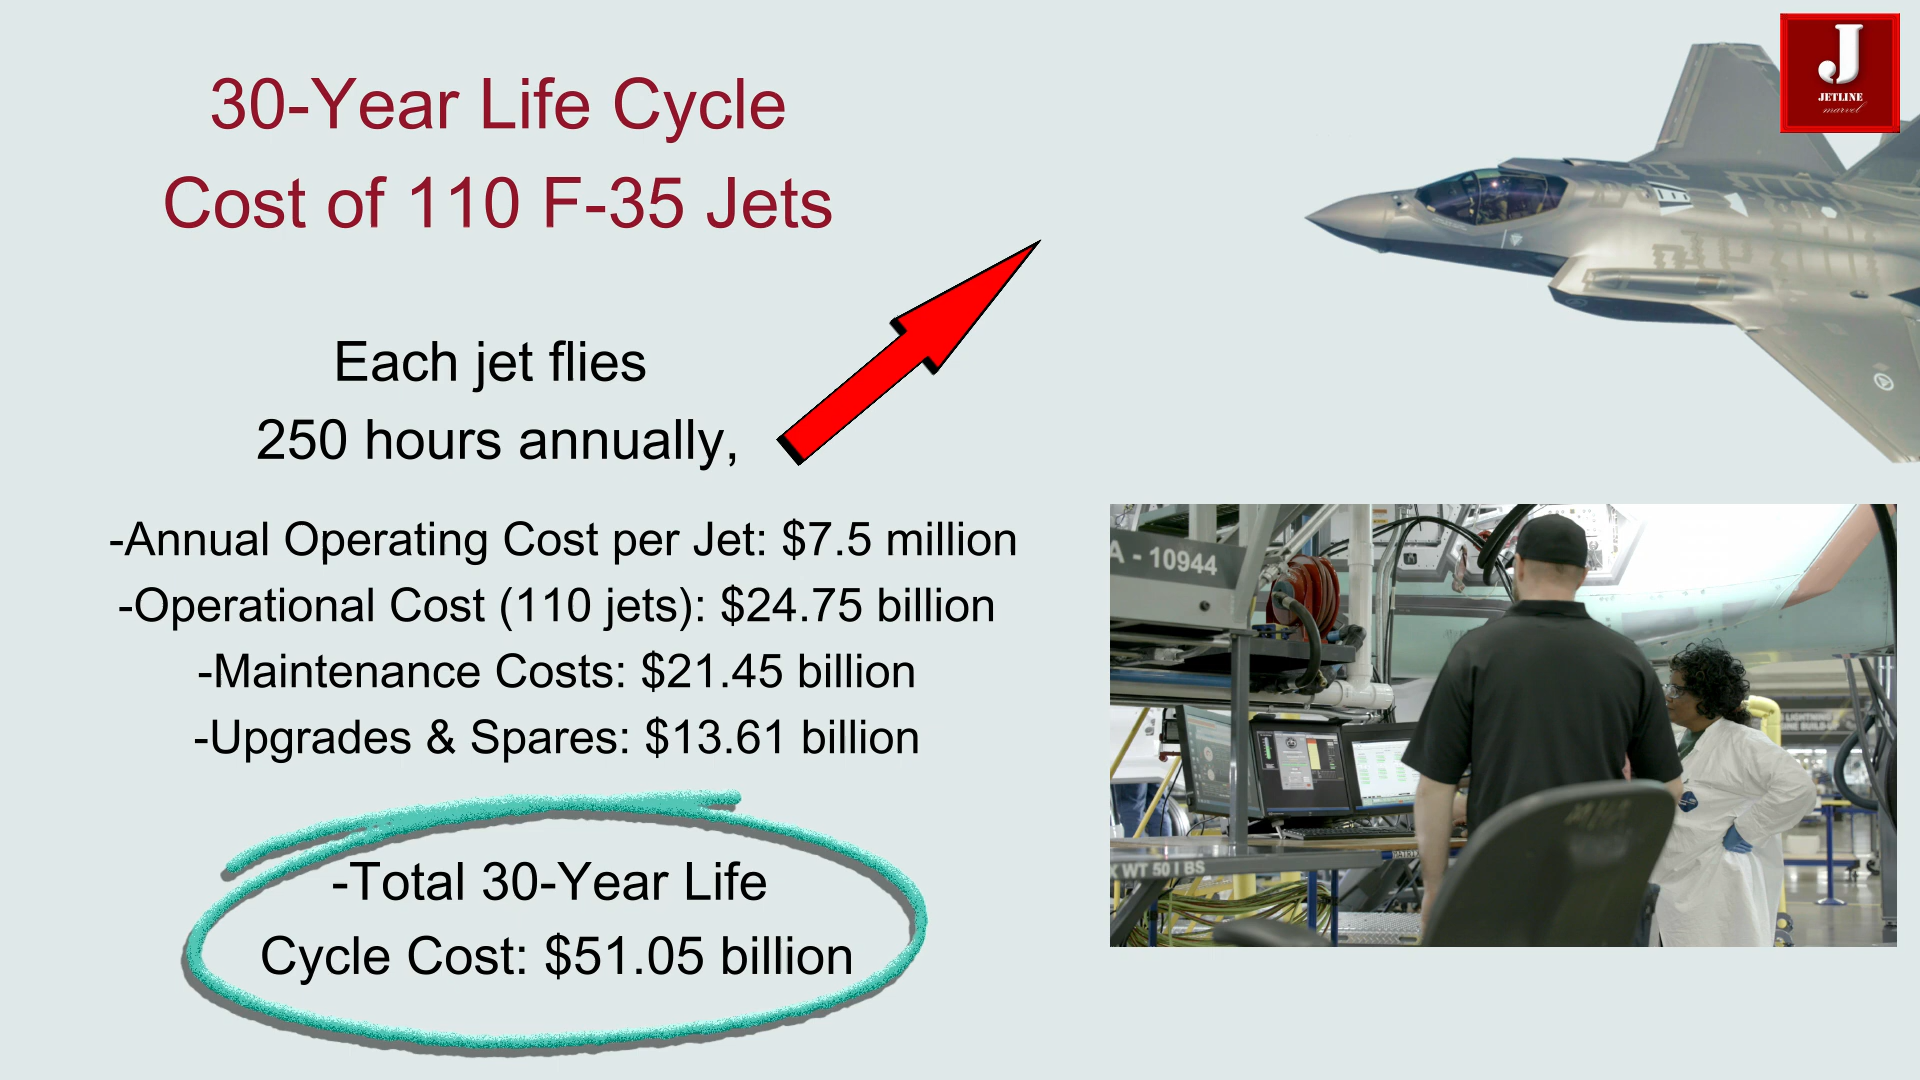 30-Year Life Cycle
Cost of 110 F-35 Jets
J
JETLINE
marvel
Each jet flies
250 hours annually,
-Annual Operating Cost per Jet: $7.5 million
-Operational Cost (110 jets): $24.75 billion
-Maintenance Costs: $21.45 billion
-Upgrades & Spares: $13.61 billion
-Total 30-Year Life
Cycle Cost: $51.05 billion
A - 10944
WT 50